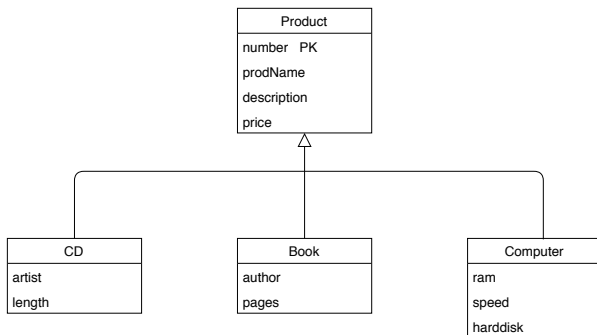 Product
number PK
prodName
description
price
CD
artist
length
Book
author
pages
Computer
ram
speed
harddisk